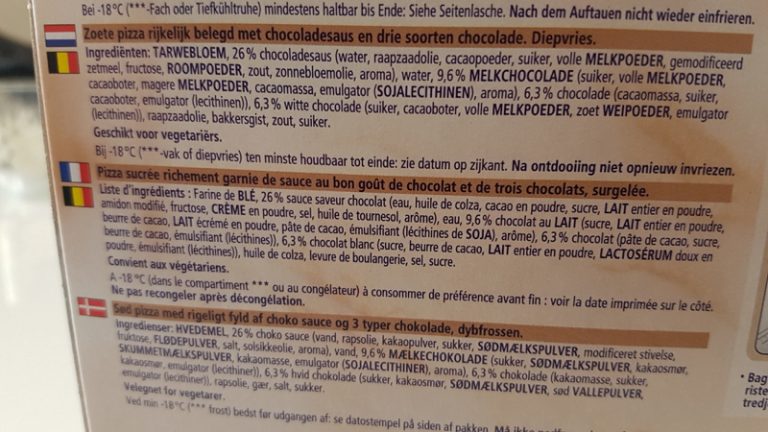 Bei -18°C (***-Fach oder Tiefkühltruhe) mindestens haltbar bis Ende: Siehe Seitenlasche. Nach dem Auftauen nicht wieder einfrieren.
Zoete pizza rijkelijk belegd met chocoladesaus en drie soorten chocolade. Diepvries.
Ingrediënten: TARWEBLOEM, 26% chocoladesaus (water, raapzaadolie, cacaopoeder, suiker, volle MELKPOEDER, gemodificeerd
zetmeel, fructose, ROOMPOEDER, zout, zonnebloemolie, aroma), water, 9,6% MELKCHOCOLADE (suiker, volle MELKPOEDER,
cacaoboter, magere MELKPOEDER, cacaomassa, emulgator (SOJALECITHINEN), aroma), 6,3% chocolade (cacaomassa, suiker,
cacaoboter, emulgator (lecithinen)), 6,3% witte chocolade (suiker, cacaoboter, volle MELKPOEDER, zoet WEIPOEDER, emulgator
(lecithinen)), raapzaadolie, bakkersgist, zout, suiker.
Geschikt voor vegetariërs.
Bij -18°C (***-vak of diepvries) ten minste houdbaar tot einde: zie datum op zijkant. Na ontdooiing niet opnieuw invriezen.
Pizza sucrée richement garnie de sauce au bon goût de chocolat et de trois chocolats, surgelée.
Liste d'ingrédients : Farine de BLÉ, 26% sauce saveur chocolat (eau, huile de colza, cacao en poudre, sucre, LAIT entier en poudre,
amidon modifié, fructose, CRÈME en poudre, sel, huile de tournesol, arôme), eau, 9,6% chocolat au LAIT (sucre, LAIT entier en poudre,
beurre de cacao, LAIT écrémé en poudre, pâte de cacao, émulsifiant (lécithines de SOJA), arôme), 6,3% chocolat (pâte de cacao, sucre,
beurre de cacao, émulsifiant (lécithines)), 6,3% chocolat blanc (sucre, beurre de cacao, LAIT entier en poudre, LACTOSÉRUM doux en
poudre, émulsifiant (lécithines)), huile de colza, levure de boulangerie, sel, sucre.
Convient aux végétariens.
A -18°C (dans le compartiment *** ou au congélateur) à consommer de préférence avant fin : voir la date imprimée sur le côté.
Ne pas recongeler après décongélation.
Sød pizza med rigeligt fyld af choko sauce og 3 typer chokolade, dybfrossen.
Ingredienser: HVEDEMEL, 26% choko sauce (vand, rapsolie, kakaopulver, sukker, SØDMÆLKSPULVER, modificeret stivelse,
fruktose, FLØDEPULVER, salt, solsikkeolie, aroma), vand, 9,6% MÆLKECHOKOLADE (sukker, SØDMÆLKSPULVER, kakaosmør,
SKUMMETMÆLKSPULVER, kakaomasse, emulgator (SOJALECITHINER), aroma), 6,3% chokolade (kakaomasse, sukker,
kakaosmør, emulgator (lecithiner)), 6,3% hvid chokolade (sukker, kakaosmør, SØDMÆLKSPULVER, sød VALLEPULVER,
emulgator (lecithiner)), rapsolie, gær, salt, sukker.
Velegnet for vegetarer.
Ved min -18°C (*** frost) bedst før udgangen af: se datostempel på siden af pakken. Må ikke
• Bag
riste
tredj